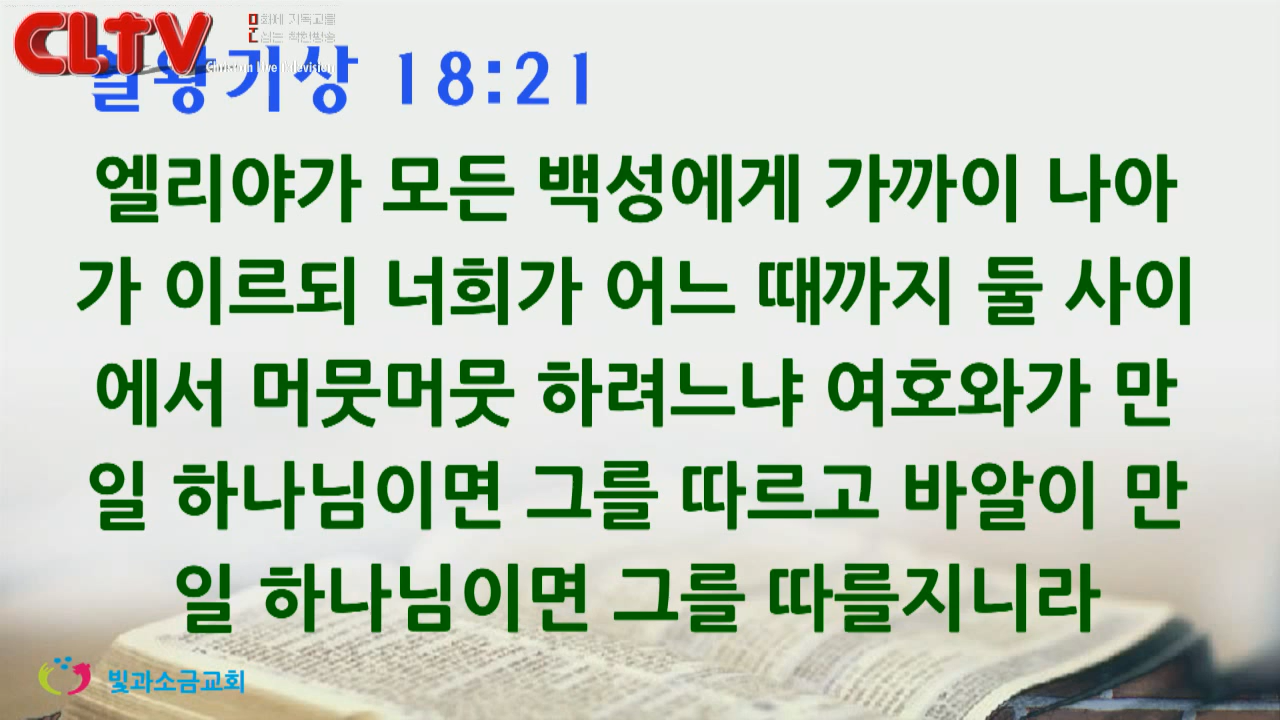 CLTV
Christian Live Television
열왕기상 18:21
엘리야가 모든 백성에게 가까이 나아
가 이르되 너희가 어느 때까지 둘 사이
에서 머뭇머뭇 하려느냐 여호와가 만
일 하나님이면 그를 따르고 바알이 만
일 하나님이면 그를 따를지니라
빛과소금교회